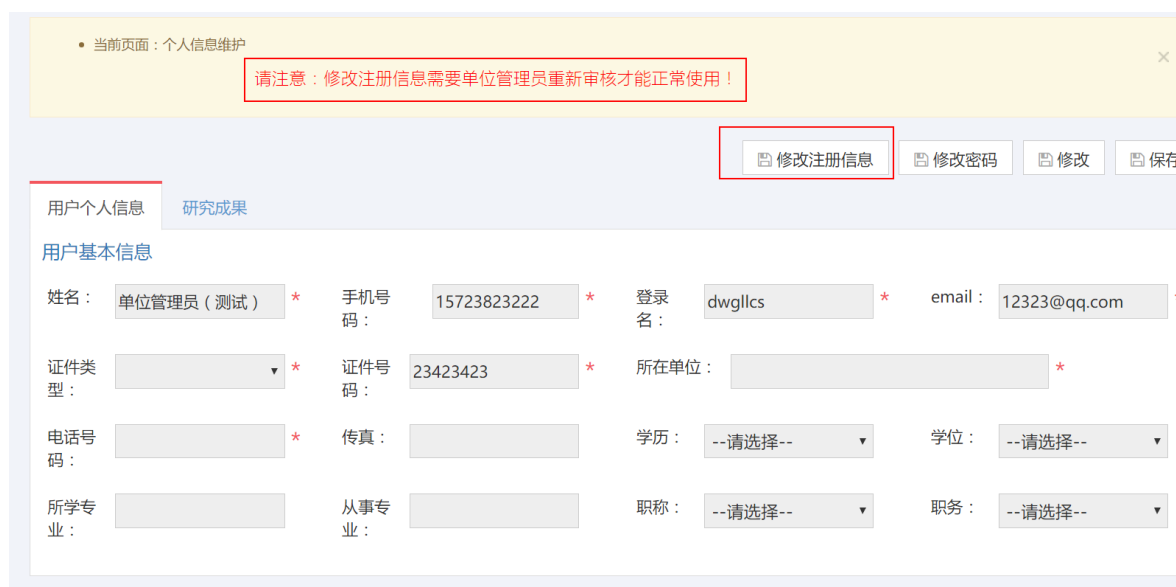 当前页面：个人信息维护
×
请注意：修改注册信息需要单位管理员重新审核才能正常使用！
修改注册信息 修改密码 修改 保存
用户个人信息 研究成果
用户基本信息
姓名： 单位管理员（测试） * 手机号码： 15723823222 * 登录名： dwgllcs * email： 12323@qq.com
证件类型： * 证件号码： 23423423 * 所在单位： *
电话号码： * 传真： 学历： --请选择-- 学位： --请选择--
所学专业： 从事专业： 职称： --请选择-- 职务： --请选择--